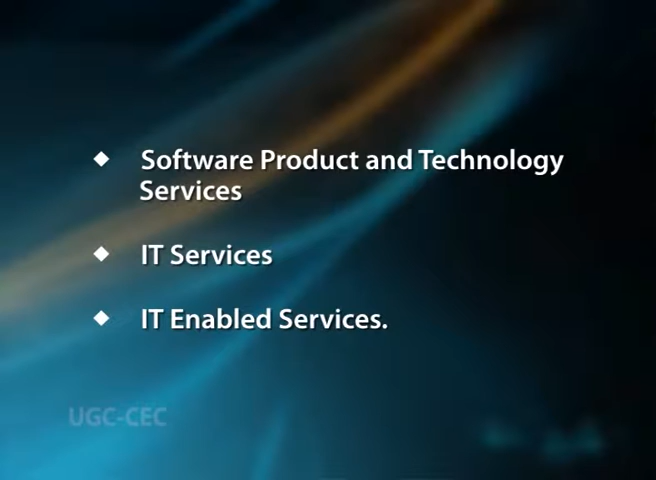 Software Product and Technology
Services
IT Services
IT Enabled Services.
UGC-CEC